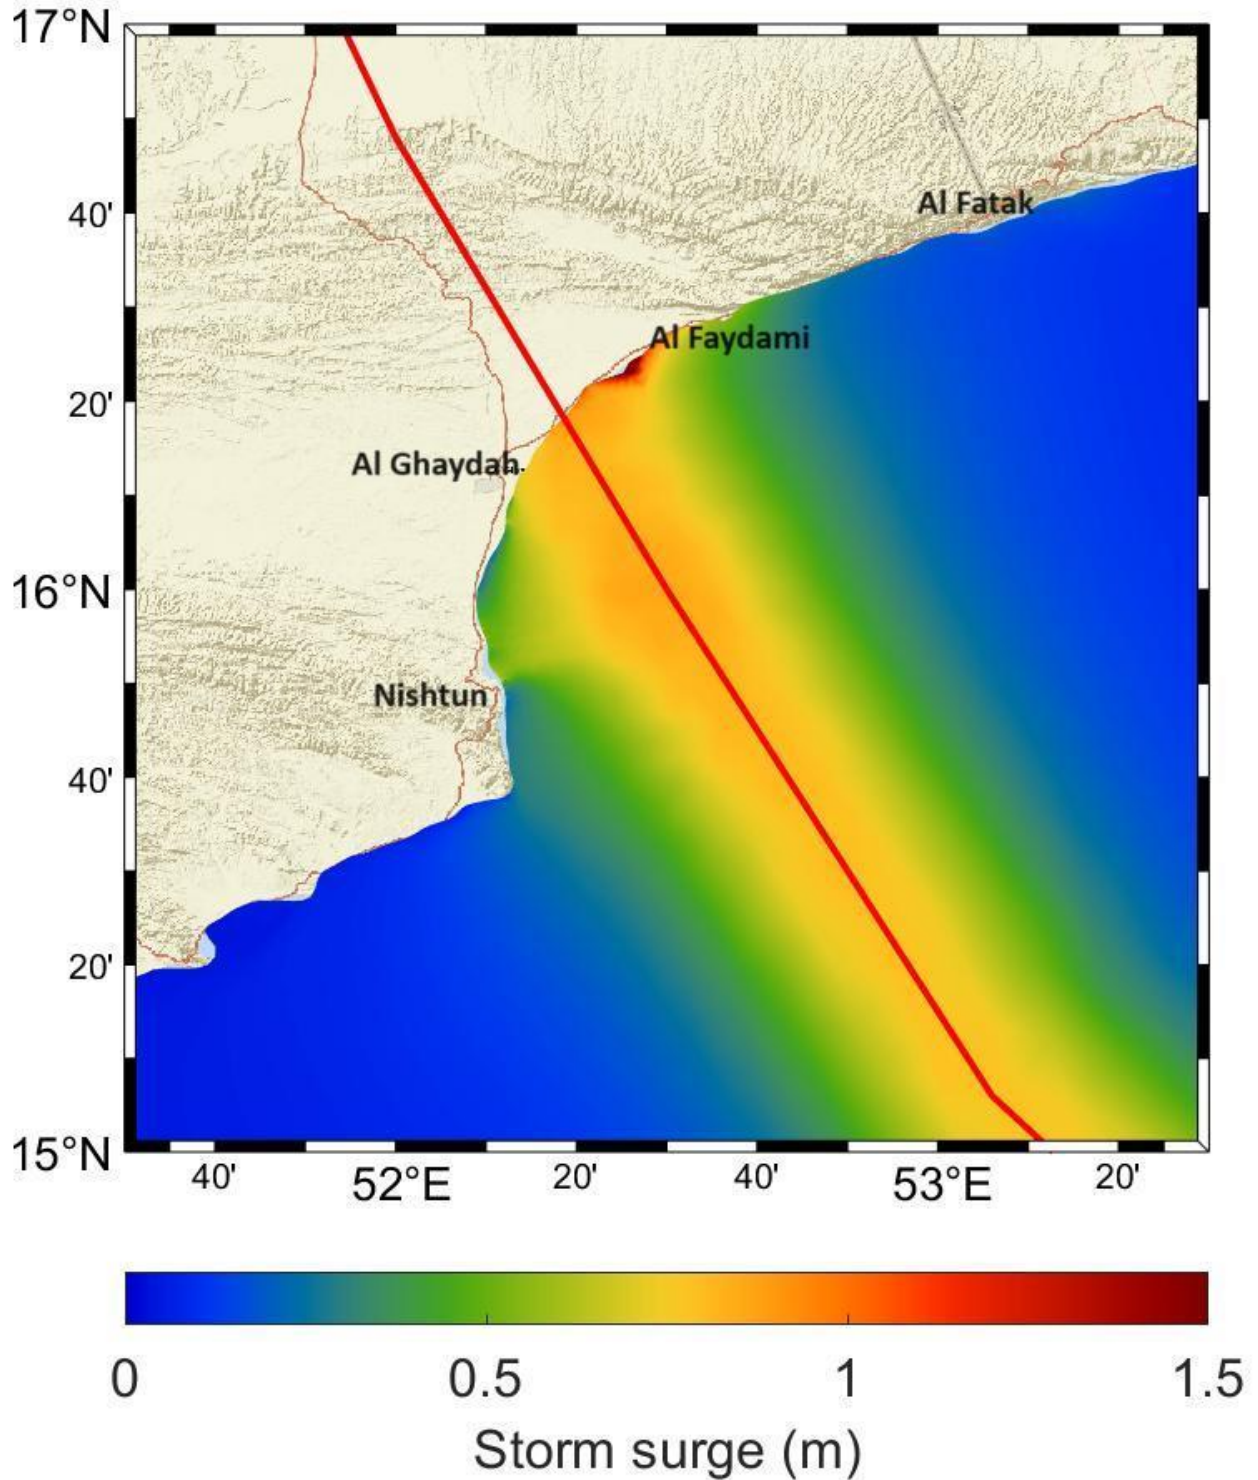 17°N
40'
Al Fatak
Al Faydami
20'
Al Ghaydah
16°N
Nishtun
40'
20'
15°N
40'
52°E
20'
40'
53°E
20'
0
0.5
1
1.5
Storm surge (m)